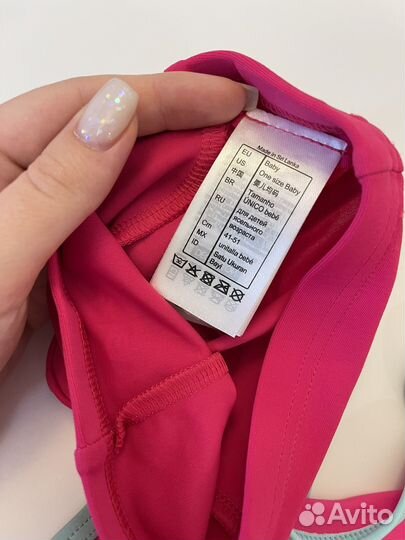 Made in Sri Lanka
EU Baby
US One size Baby
中国 婴儿均码
BR Tamanho
ÚNICO bebê
RU для детей
ясельного
возраста
Cm 41-51
MX unitalla bebé
ID Satu Ukuran
Bayi
Avito